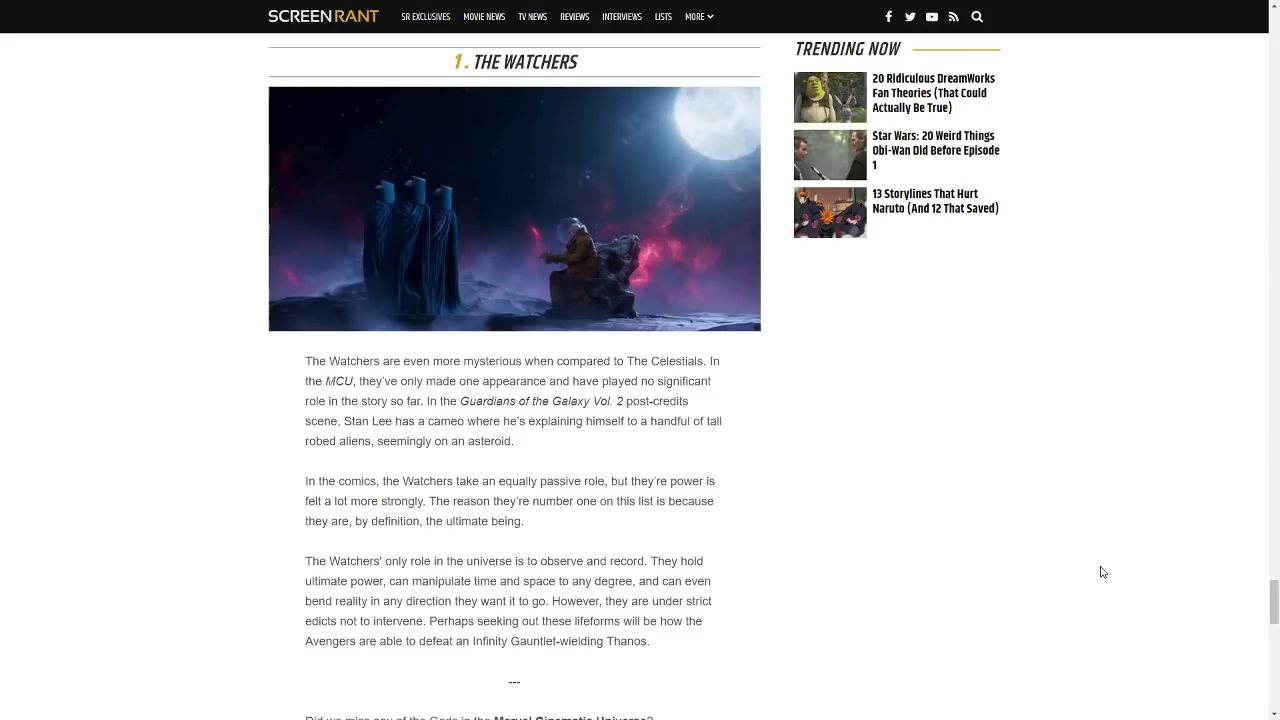 SCREENRANT
SR EXCLUSIVES MOVIE NEWS TV NEWS REVIEWS INTERVIEWS LISTS MORE
1. THE WATCHERS
The Watchers are even more mysterious when compared to The Celestials. In
the MCU, they've only made one appearance and have played no significant
role in the story so far. In the Guardians of the Galaxy Vol. 2 post-credits
scene, Stan Lee has a cameo where he's explaining himself to a handful of tall
robed aliens, seemingly on an asteroid.
In the comics, the Watchers take an equally passive role, but they're power is
felt a lot more strongly. The reason they're number one on this list is because
they are, by definition, the ultimate being.
The Watchers' only role in the universe is to observe and record. They hold
ultimate power, can manipulate time and space to any degree, and can even
bend reality in any direction they want it to go. However, they are under strict
edicts not to intervene. Perhaps seeking out these lifeforms will be how the
Avengers are able to defeat an Infinity Gauntlet-wielding Thanos.
---
Did we miss any of the Gods in the Marvel Cinematic Universe?
TRENDING NOW
20 Ridiculous DreamWorks
Fan Theories (That Could
Actually Be True)
Star Wars: 20 Weird Things
Obi-Wan Did Before Episode
1
13 Storylines That Hurt
Naruto (And 12 That Saved)